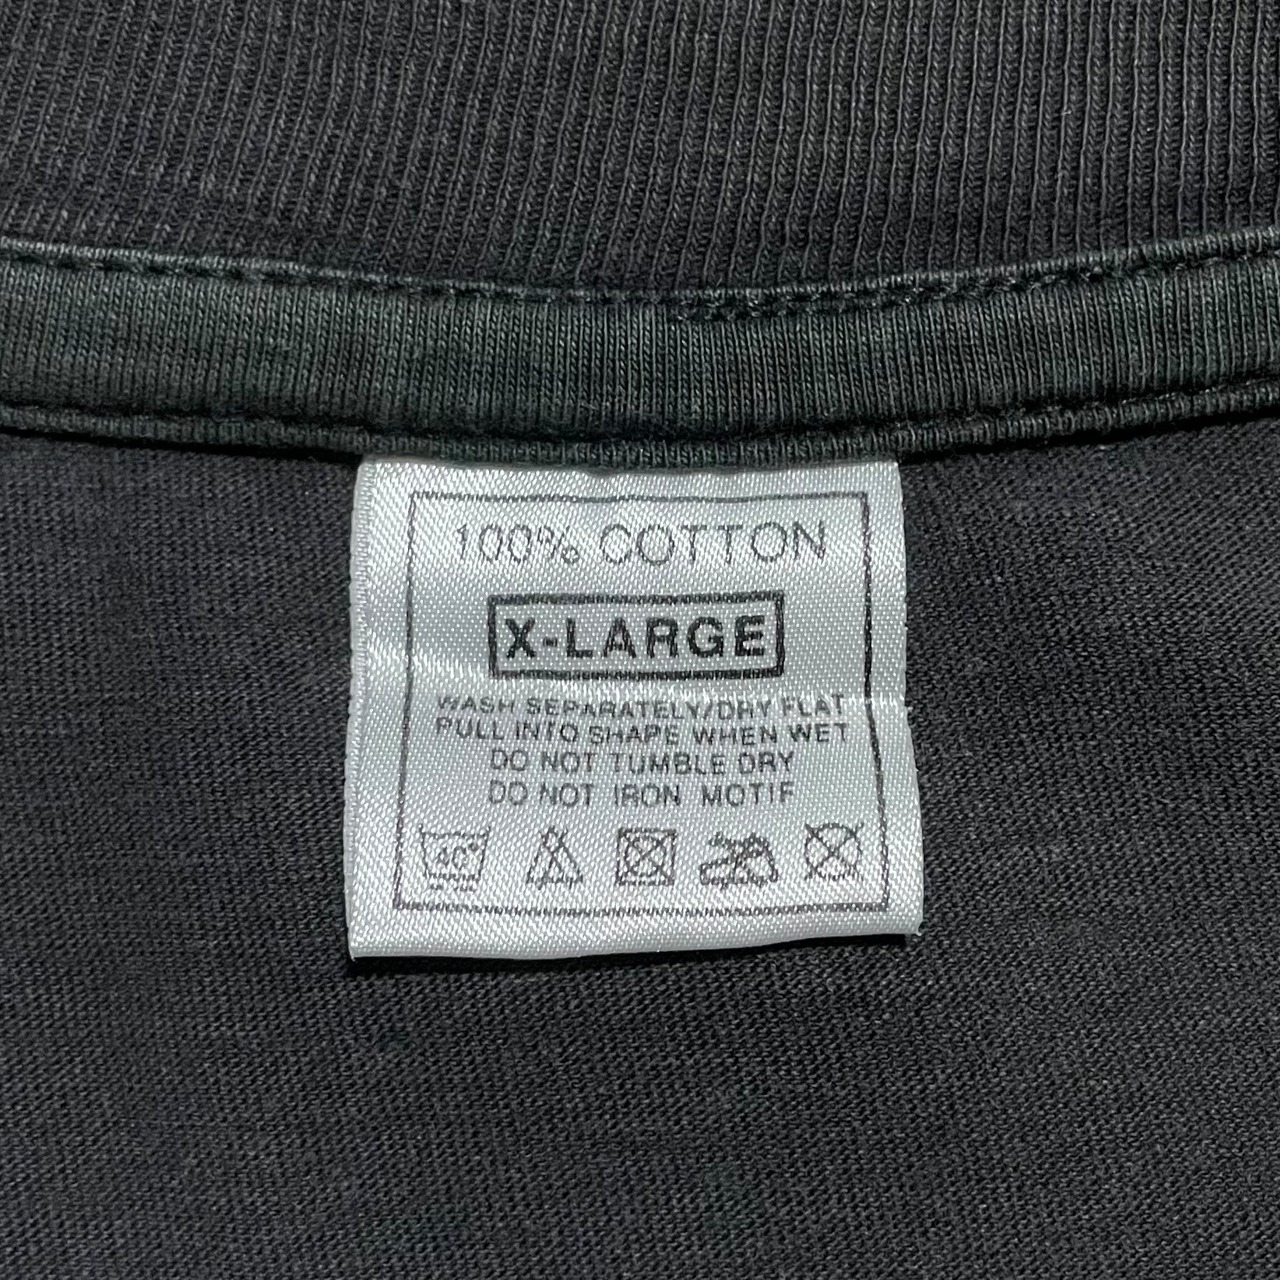 100% COTTON
X-LARGE
WASH SEPARATELY/DRY FLAT
PULL INTO SHAPE WHEN WET
DO NOT TUMBLE DRY
DO NOT IRON MOTIF
40°